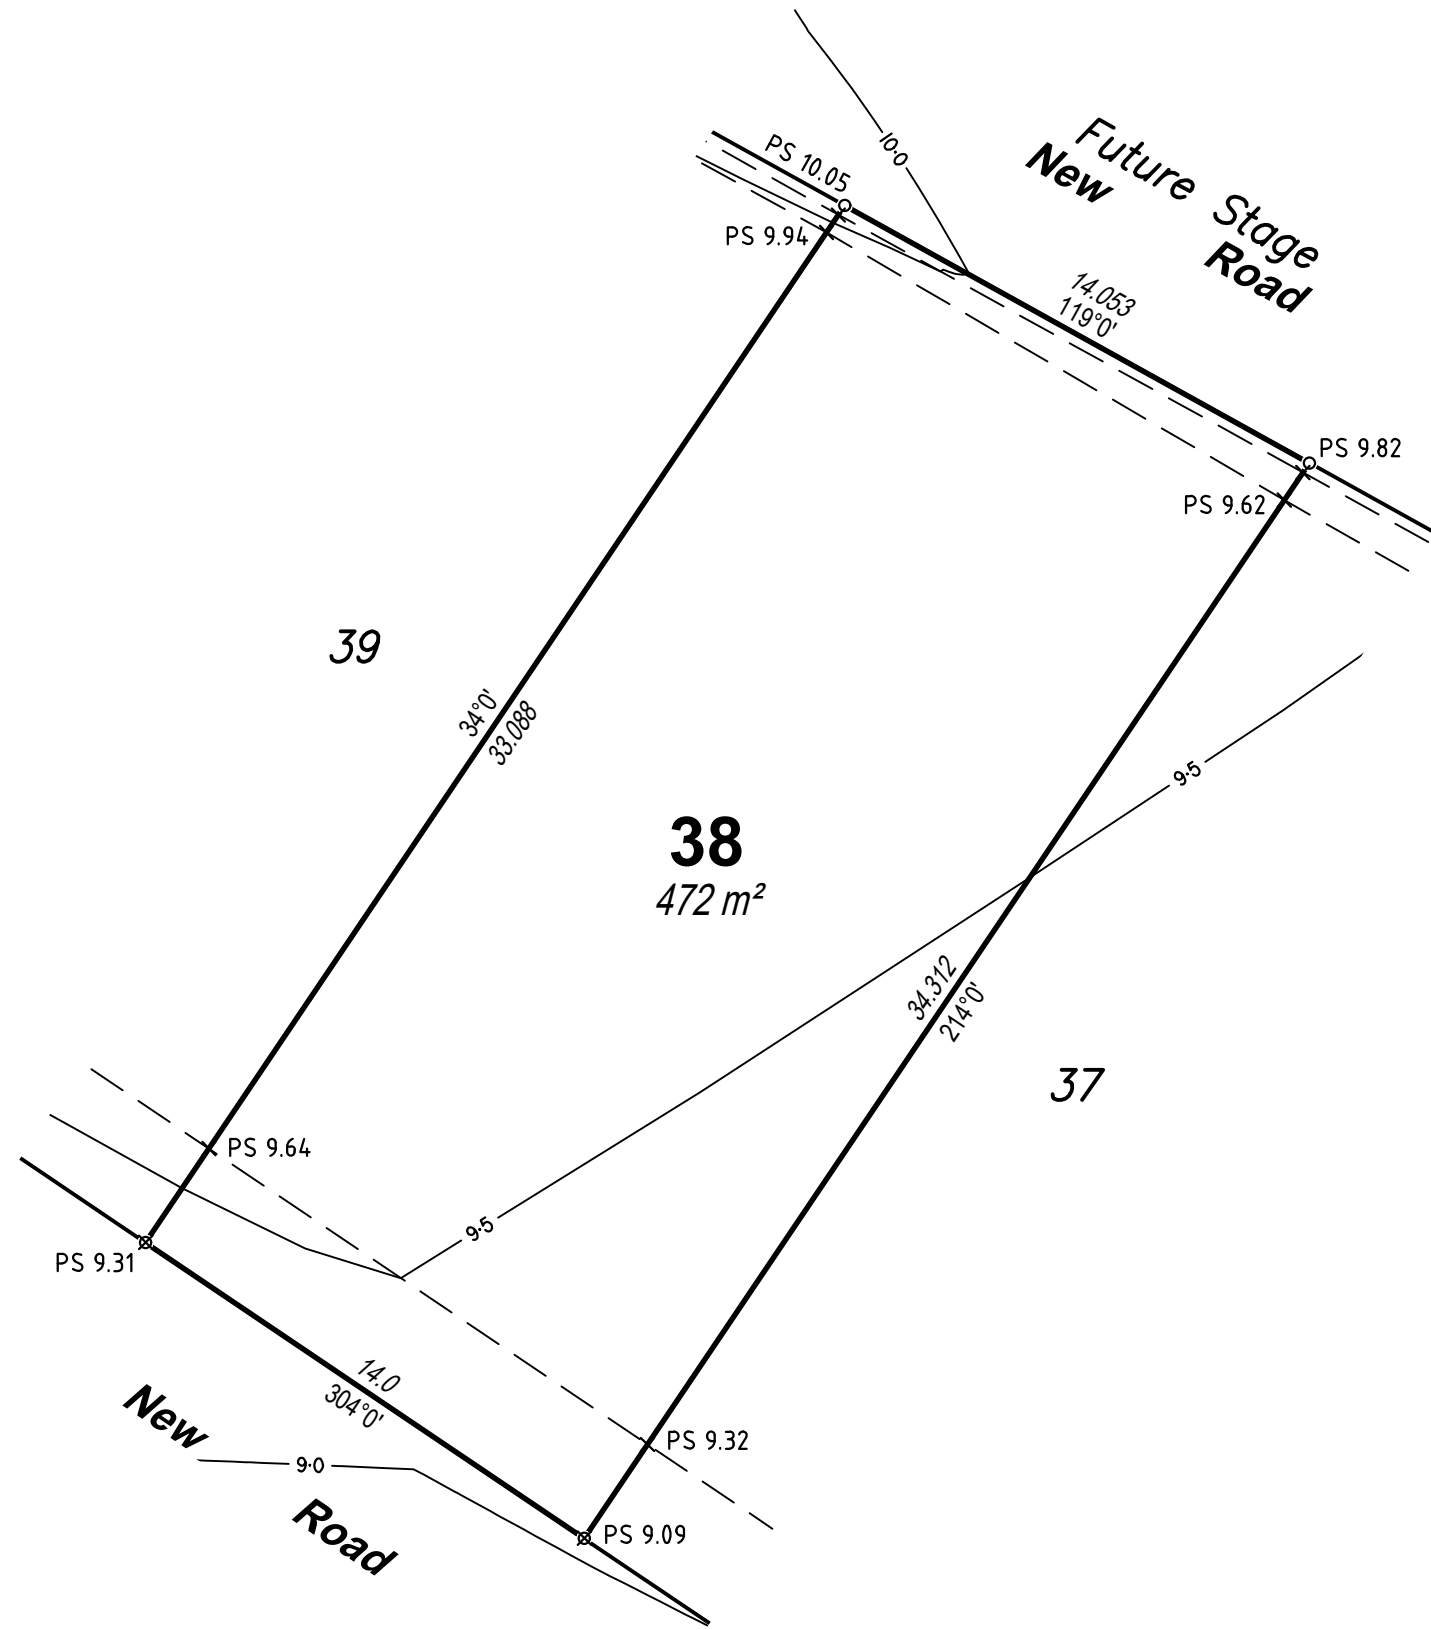 10.0
Future Stage
New Road
PS 10.05
PS 9.94
14.053
119°0'
PS 9.82
PS 9.62
39
34°0'
33.088
9.5
38
472 m²
34.312
214°0'
37
PS 9.64
9.5
PS 9.31
14.0
304°0'
New
Road
9.0
PS 9.32
PS 9.09